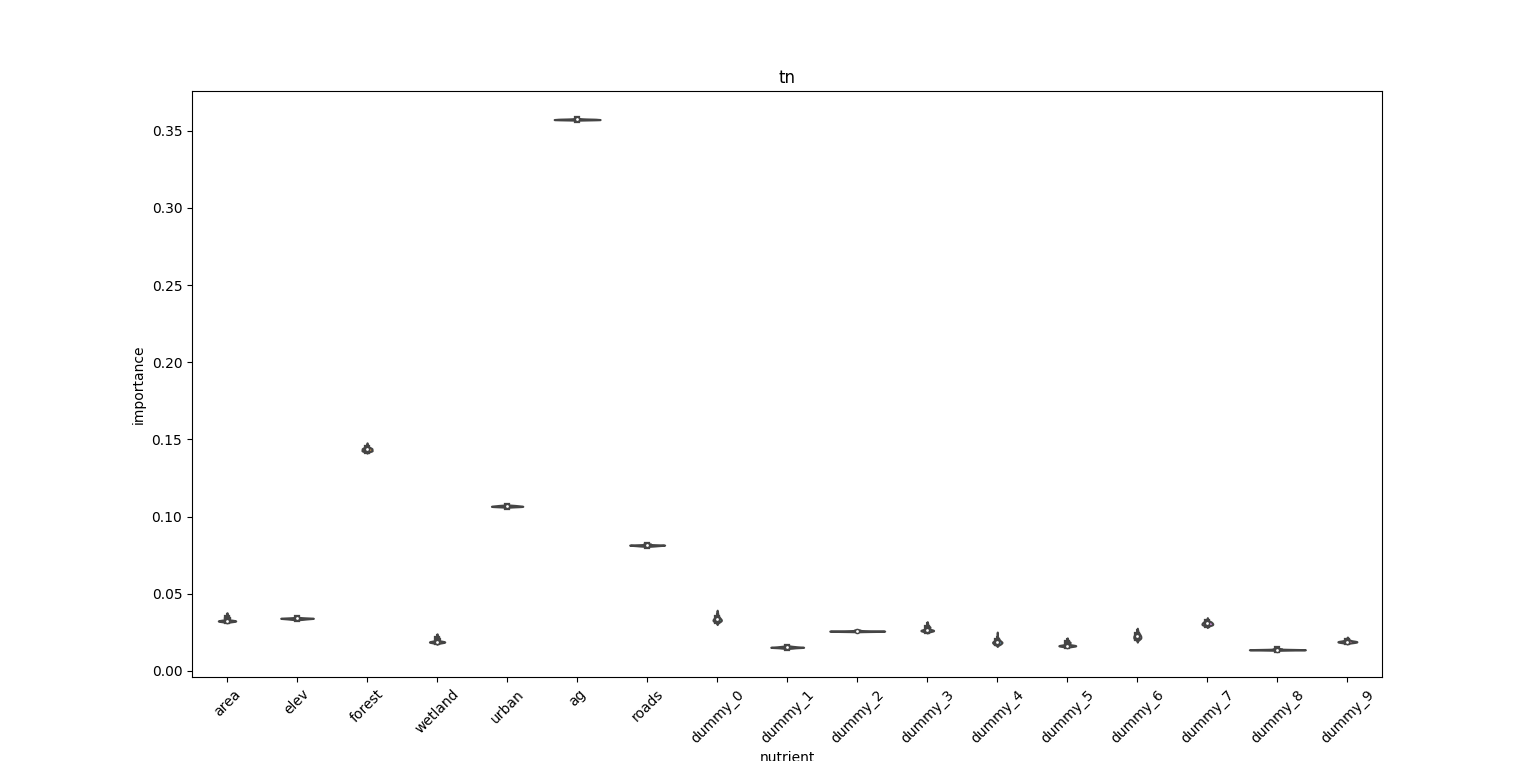 tn
importance
0.35
0.30
0.25
0.20
0.15
0.10
0.05
0.00
area
elev
forest
wetland
urban
ag
roads
dummy_0
dummy_1
dummy_2
dummy_3
dummy_4
dummy_5
dummy_6
dummy_7
dummy_8
dummy_9
nutrient